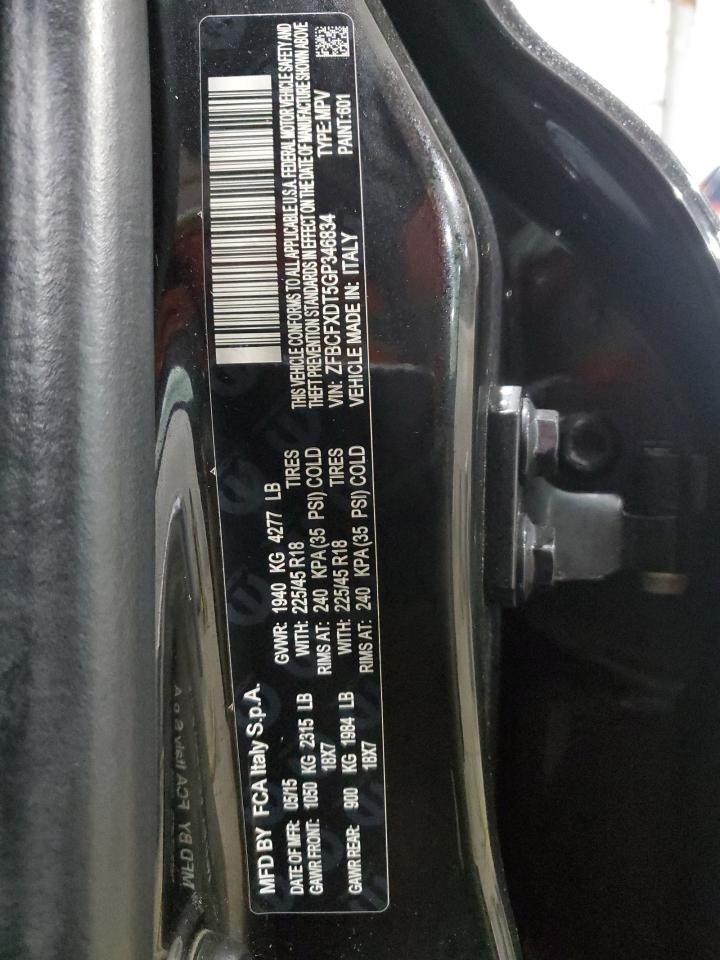 MFD BY FCA Italy S.p.A.
DATE OF MFR: 05/15 GVWR: 1940 KG 4277 LB
GAWR FRONT: 1050 KG 2315 LB WITH: 225/45 R18 TIRES
18X7 RIMS AT: 240 KPA(35 PSI) COLD
GAWR REAR: 900 KG 1984 LB WITH: 225/45 R18 TIRES
18X7 RIMS AT: 240 KPA(35 PSI) COLD
THIS VEHICLE CONFORMS TO ALL APPLICABLE U.S.A. FEDERAL MOTOR VEHICLE SAFETY AND
THEFT PREVENTION STANDARDS IN EFFECT ON THE DATE OF MANUFACTURE SHOWN ABOVE
VIN: ZFBCFXDT5GP346834 TYPE: MPV
VEHICLE MADE IN: ITALY PAINT:601